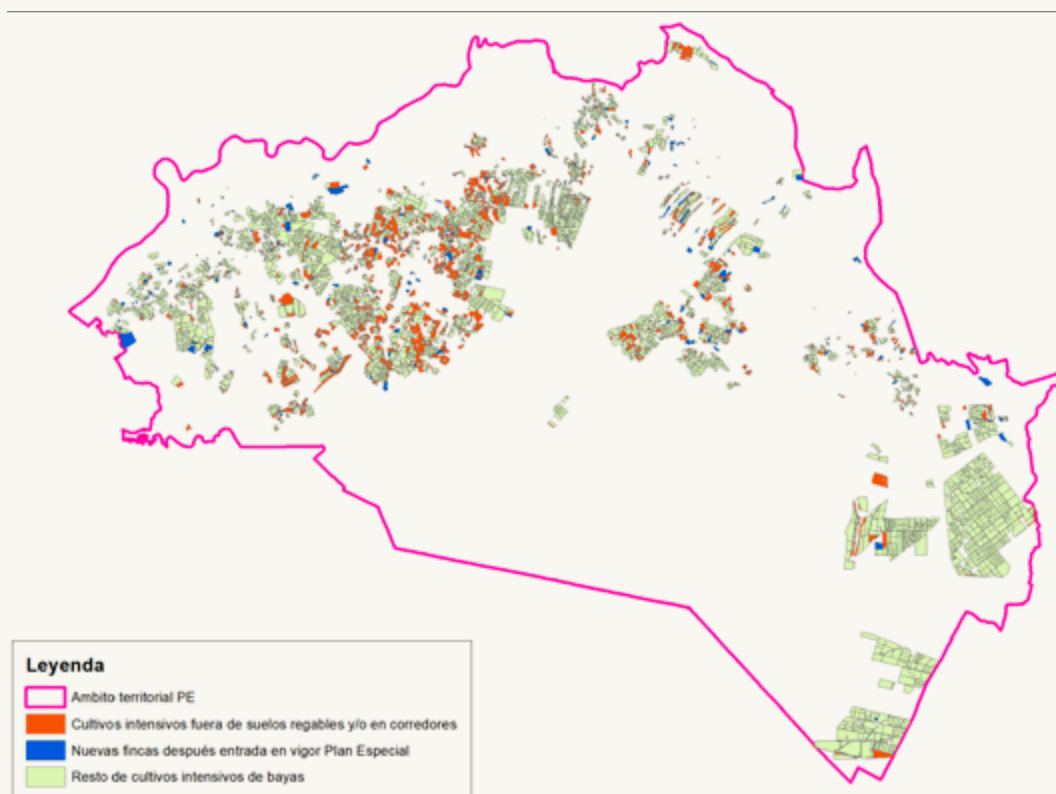 Leyenda
Ambito territorial PE
Cultivos intensivos fuera de suelos regables y/o en corredores
Nuevas fincas después entrada en vigor Plan Especial
Resto de cultivos intensivos de bayas